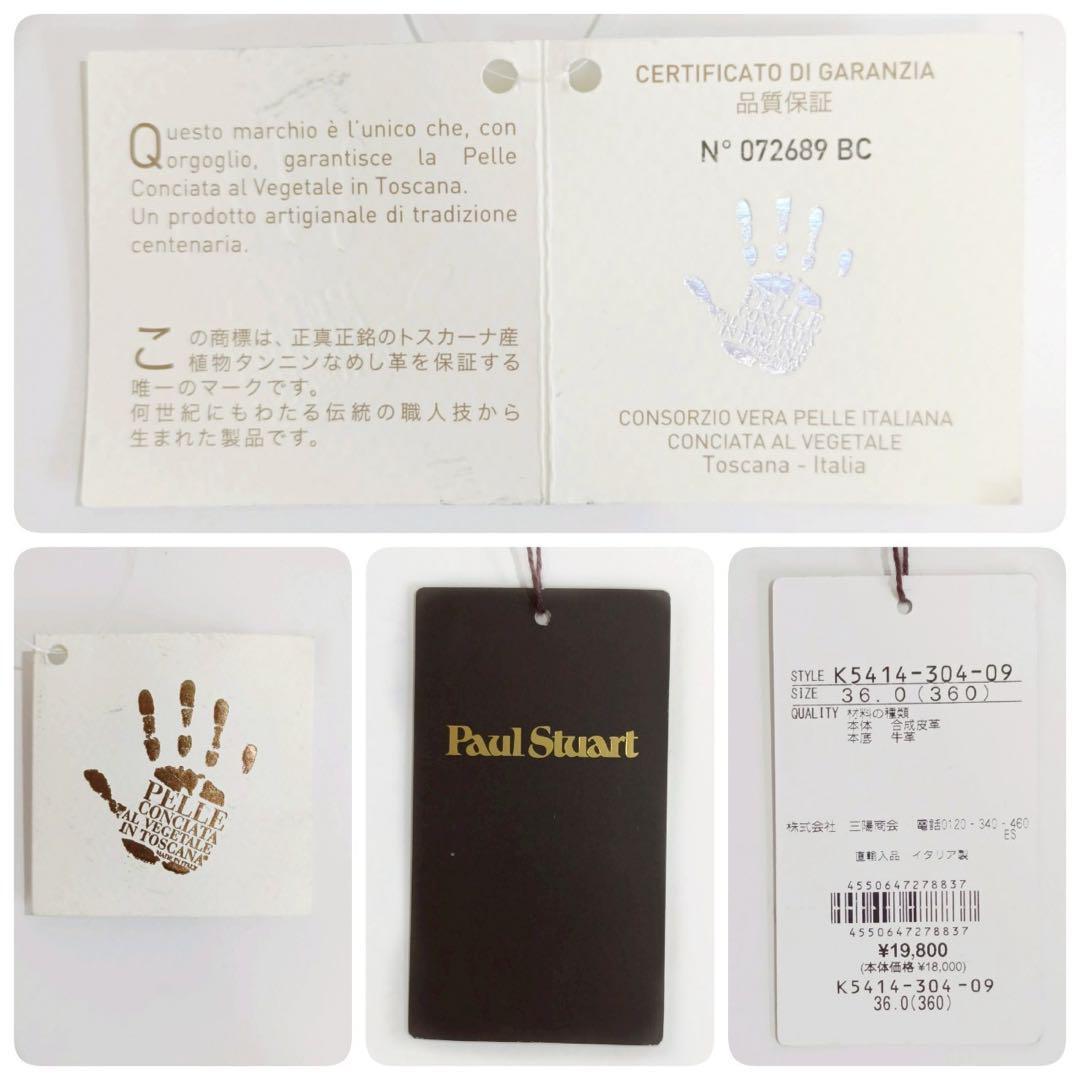 Questo marchio è l'unico che, con
orgoglio, garantisce la Pelle
Conciata al Vegetale in Toscana.
Un prodotto artigianale di tradizione
centenaria.
この商標は、正真正銘のトスカーナ産
植物タンニンなめし革を保証する
唯一のマークです。
何世紀にもわたる伝統の職人技から
生まれた製品です。
CERTIFICATO DI GARANZIA
品質保証
N° 072689 BC
PELLE
CONCIATA
AL VEGETALE
IN TOSCANA
CONSORZIO VERA PELLE ITALIANA
CONCIATA AL VEGETALE
Toscana - Italia
PELLE
CONCIATA
AL VEGETALE
IN TOSCANA
MADE IN ITALY
Paul Stuart
STYLE K5414-304-09
SIZE 36.0(360)
QUALITY 材料の種類
本体 合成皮革
本底 牛革
株式会社 三陽商会 電話0120-340-460
ES
直輸入品 イタリア製
4550647278837
4550647278837
¥19,800
(本体価格 ¥18,000)
K5414-304-09
36.0(360)